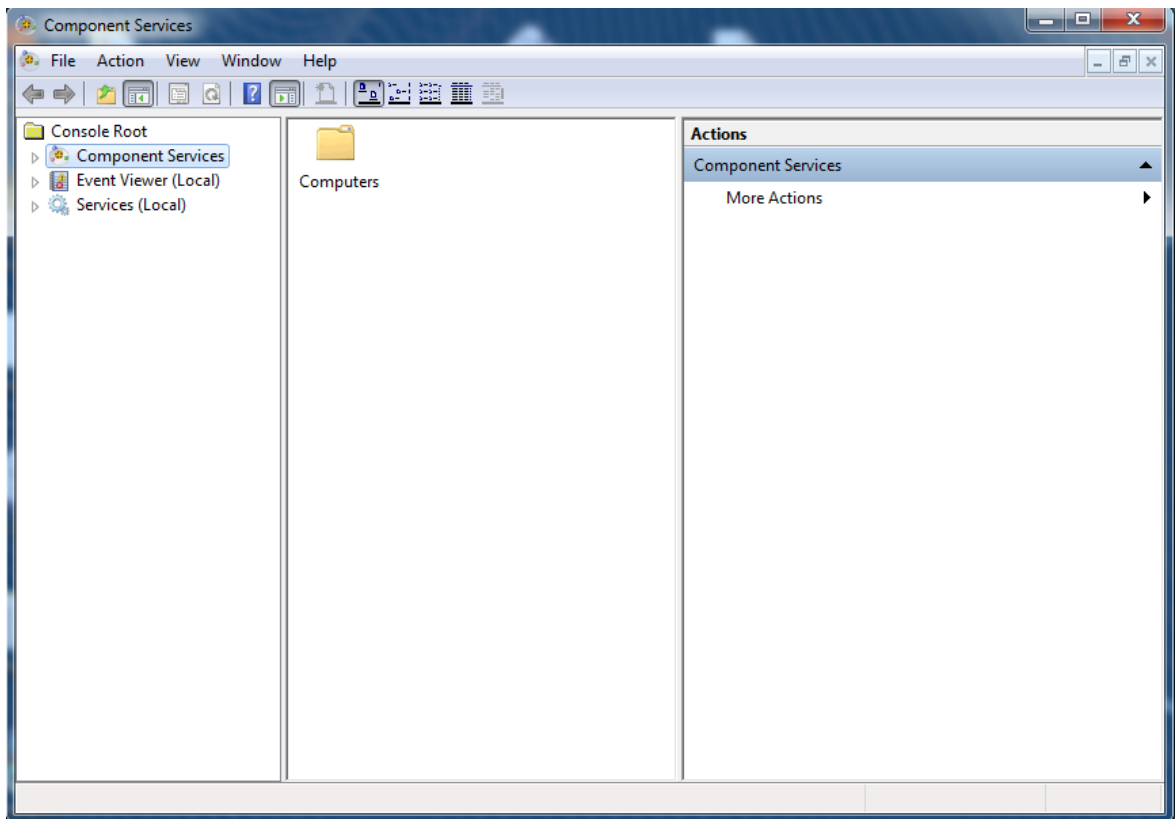 Component Services
File Action View Window Help
Console Root
Component Services
Event Viewer (Local)
Services (Local)
Computers
Actions
Component Services
More Actions